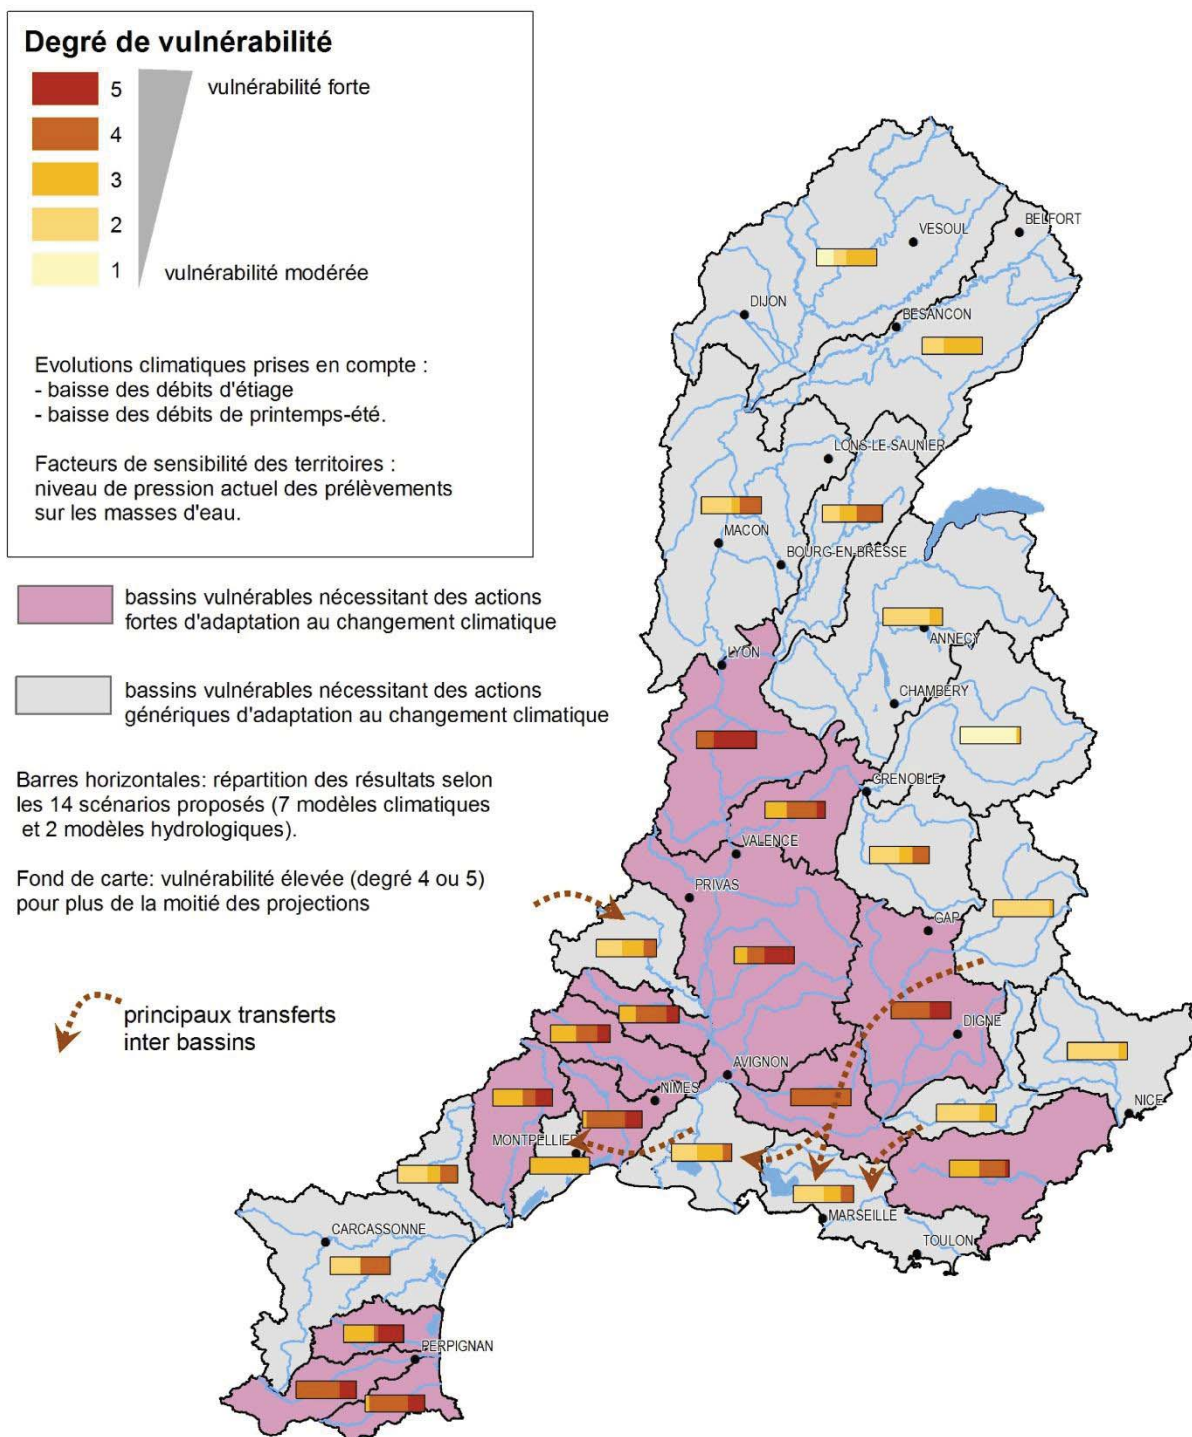 Degré de vulnérabilité
5
vulnérabilité forte
4
3
2
1
vulnérabilité modérée
Evolutions climatiques prises en compte :
- baisse des débits d'étiage
- baisse des débits de printemps-été.
Facteurs de sensibilité des territoires :
niveau de pression actuel des prélèvements
sur les masses d'eau.
bassins vulnérables nécessitant des actions
fortes d'adaptation au changement climatique
bassins vulnérables nécessitant des actions
génériques d'adaptation au changement climatique
Barres horizontales: répartition des résultats selon
les 14 scénarios proposés (7 modèles climatiques
et 2 modèles hydrologiques).
Fond de carte: vulnérabilité élevée (degré 4 ou 5)
pour plus de la moitié des projections
principaux transferts
inter bassins
BELFORT
VESOUL
DIJON
BESANCON
LONS-LE-SAUNIER
MACON
BOURG-EN-BRESSE
ANNECY
LYON
CHAMBERY
GRENOBLE
VALENCE
PRIVAS
GAP
DIGNE
AVIGNON
NIMES
NICE
MONTPELLIER
MARSEILLE
CARCASSONNE
TOULON
PERPIGNAN